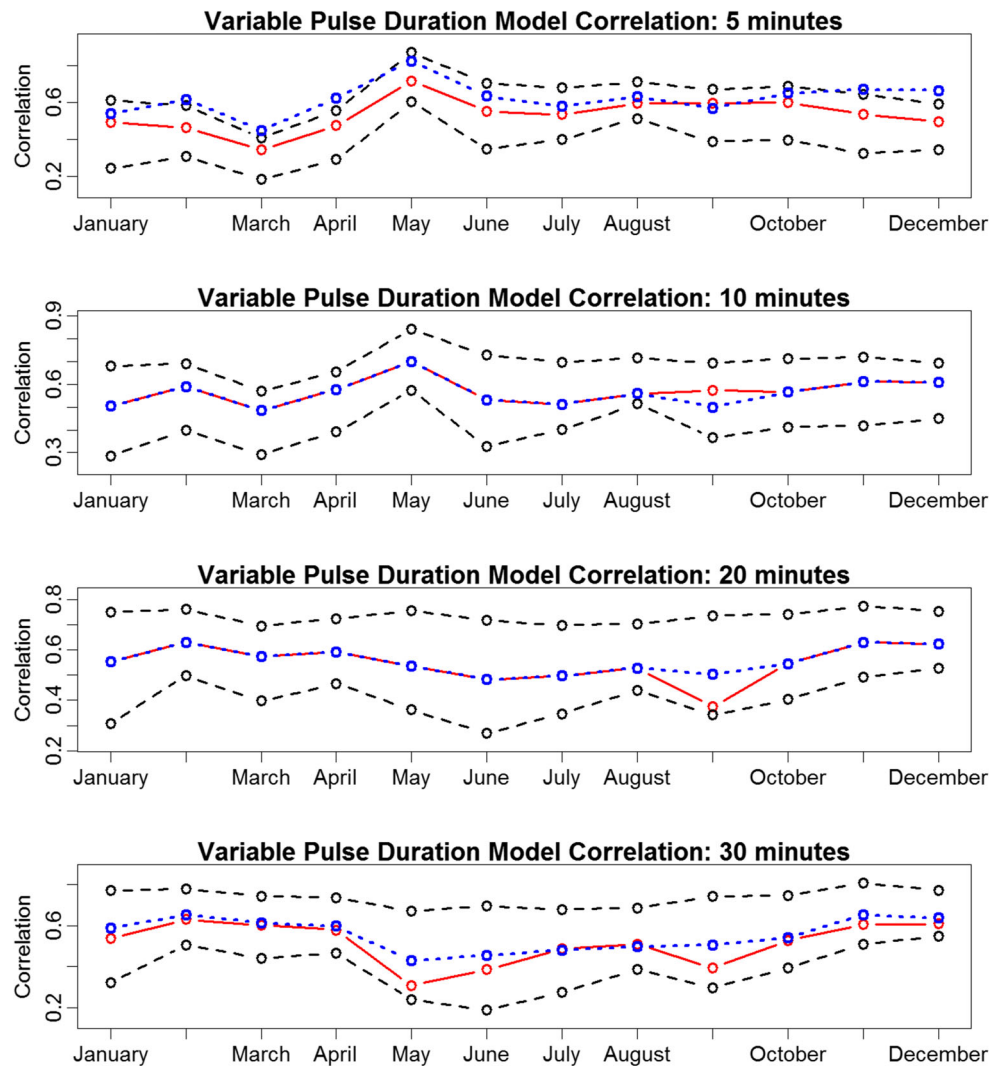 Variable Pulse Duration Model Correlation: 5 minutes
Correlation
0.2 0.6
January March April May June July August October December
Variable Pulse Duration Model Correlation: 10 minutes
Correlation
0.3 0.6 0.9
January March April May June July August October December
Variable Pulse Duration Model Correlation: 20 minutes
Correlation
0.2 0.4 0.6 0.8
January March April May June July August October December
Variable Pulse Duration Model Correlation: 30 minutes
Correlation
0.2 0.6
January March April May June July August October December